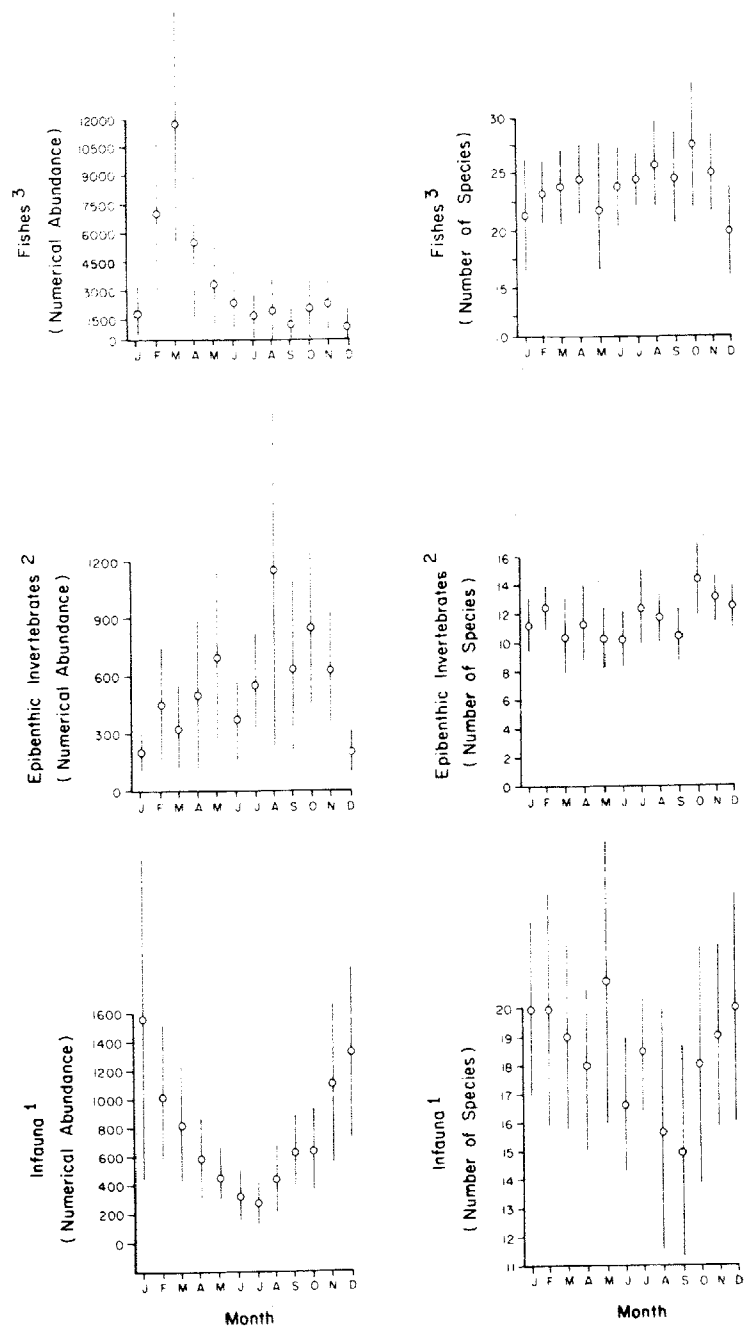 Fishes 3
( Numerical Abundance )
12000
10500
9000
7500
6000
4500
3000
1500
0
J F M A M J J A S O N D
Fishes 3
( Number of Species )
30
25
20
15
J F M A M J J A S O N D
Epibenthic Invertebrates 2
( Numerical Abundance )
1200
900
600
300
0
J F M A M J J A S O N D
Epibenthic Invertebrates 2
( Number of Species )
16
14
12
10
8
6
4
2
0
J F M A M J J A S O N D
Infauna 1
( Numerical Abundance )
1600
1400
1200
1000
800
600
400
200
0
J F M A M J J A S O N D
Month
Infauna 1
( Number of Species )
20
19
18
17
16
15
14
13
12
11
J F M A M J J A S O N D
Month